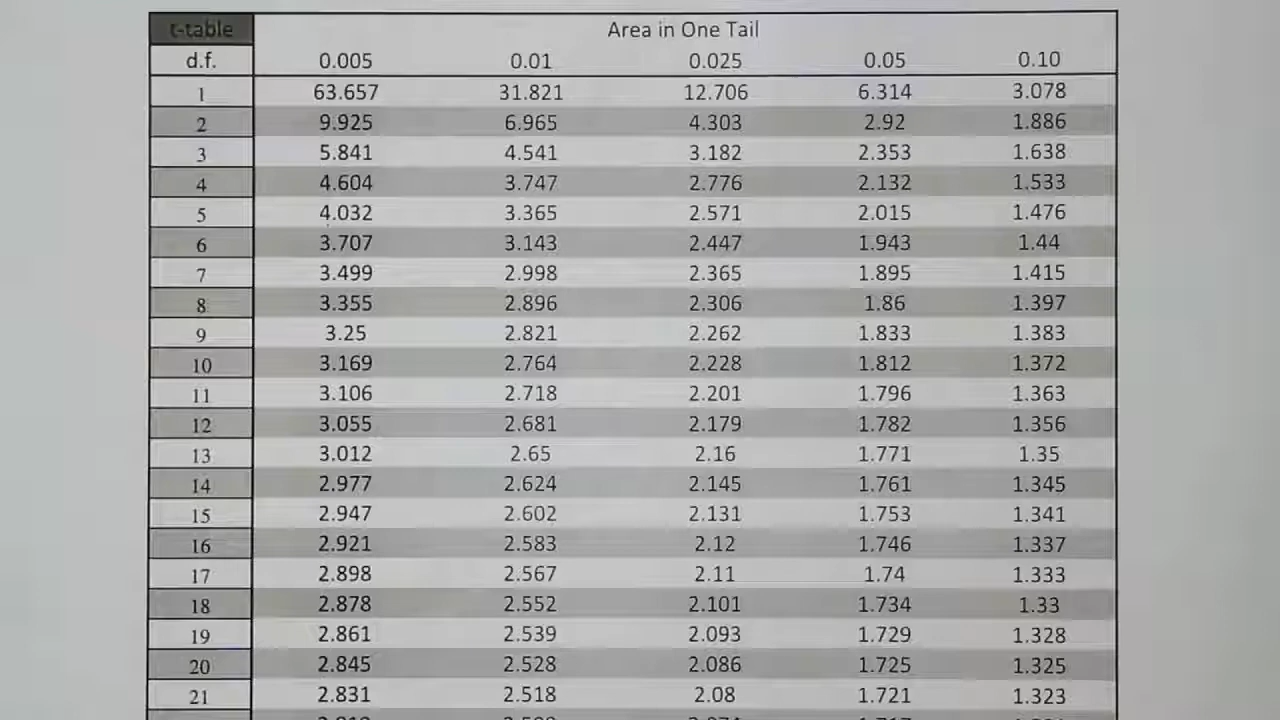 t-table Area in One Tail
d.f. 0.005 0.01 0.025 0.05 0.10
1 63.657 31.821 12.706 6.314 3.078
2 9.925 6.965 4.303 2.92 1.886
3 5.841 4.541 3.182 2.353 1.638
4 4.604 3.747 2.776 2.132 1.533
5 4.032 3.365 2.571 2.015 1.476
6 3.707 3.143 2.447 1.943 1.44
7 3.499 2.998 2.365 1.895 1.415
8 3.355 2.896 2.306 1.86 1.397
9 3.25 2.821 2.262 1.833 1.383
10 3.169 2.764 2.228 1.812 1.372
11 3.106 2.718 2.201 1.796 1.363
12 3.055 2.681 2.179 1.782 1.356
13 3.012 2.65 2.16 1.771 1.35
14 2.977 2.624 2.145 1.761 1.345
15 2.947 2.602 2.131 1.753 1.341
16 2.921 2.583 2.12 1.746 1.337
17 2.898 2.567 2.11 1.74 1.333
18 2.878 2.552 2.101 1.734 1.33
19 2.861 2.539 2.093 1.729 1.328
20 2.845 2.528 2.086 1.725 1.325
21 2.831 2.518 2.08 1.721 1.323